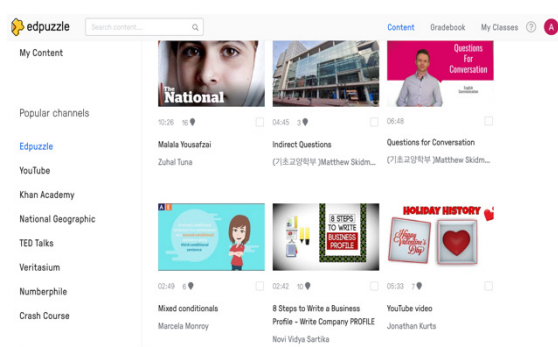 edpuzzle
Search content...
Content
Gradebook
My Classes
?
A
My Content
Popular channels
Edpuzzle
YouTube
Khan Academy
National Geographic
TED Talks
Veritasium
Numberphile
Crash Course
The
National
10:26 16
Malala Yousafzai
Zuhal Tuna
04:45 3
Indirect Questions
(기초교양학부 )Matthew Skidm...
Questions
For
Conversation
06:48
Questions for Conversation
(기초교양학부 )Matthew Skidm...
02:49 6
Mixed conditionals
Marcela Monroy
8 STEPS
TO WRITE
BUSINESS
PROFILE
02:42 10
8 Steps to Write a Business
Profile - Write Company PROFILE
Novi Vidya Sartika
HOLIDAY HISTORY
Happy
Valentine's
Day
05:33 7
YouTube video
Jonathan Kurts